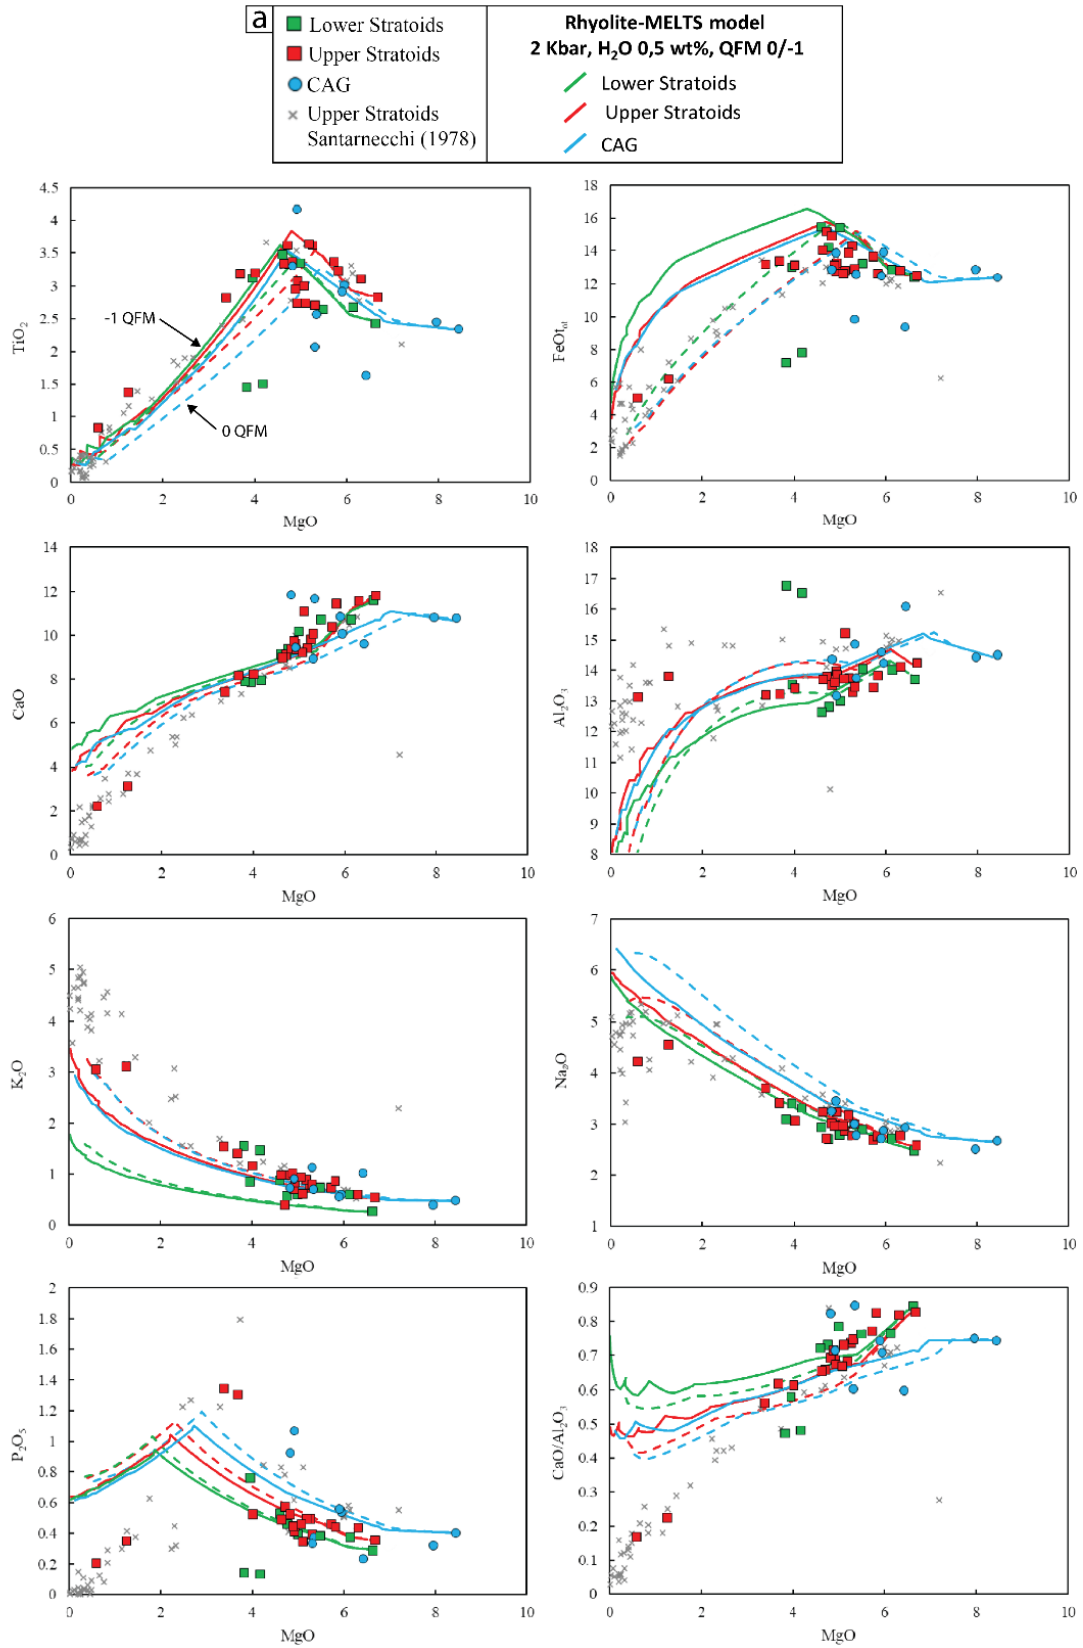 a
Lower Stratoids
Upper Stratoids
CAG
Upper Stratoids
Santarnecchi (1978)
Rhyolite-MELTS model
2 Kbar, H₂O 0,5 wt%, QFM 0/-1
Lower Stratoids
Upper Stratoids
CAG
4.5
4
3.5
3
2.5
2
1.5
1
0.5
0
TiO₂
-1 QFM
0 QFM
0 2 4 6 8 10
MgO
18
16
14
12
10
8
6
4
2
0
FeOtₒₜ
0 2 4 6 8 10
MgO
14
12
10
8
6
4
2
0
CaO
0 2 4 6 8 10
MgO
18
17
16
15
14
13
12
11
10
9
8
Al₂O₃
0 2 4 6 8 10
MgO
6
5
4
3
2
1
0
K₂O
0 2 4 6 8 10
MgO
7
6
5
4
3
2
1
Na₂O
0 2 4 6 8 10
MgO
2
1.8
1.6
1.4
1.2
1
0.8
0.6
0.4
0.2
0
P₂O₅
0 2 4 6 8 10
MgO
0.9
0.8
0.7
0.6
0.5
0.4
0.3
0.2
0.1
0
CaO/Al₂O₃
0 2 4 6 8 10
MgO